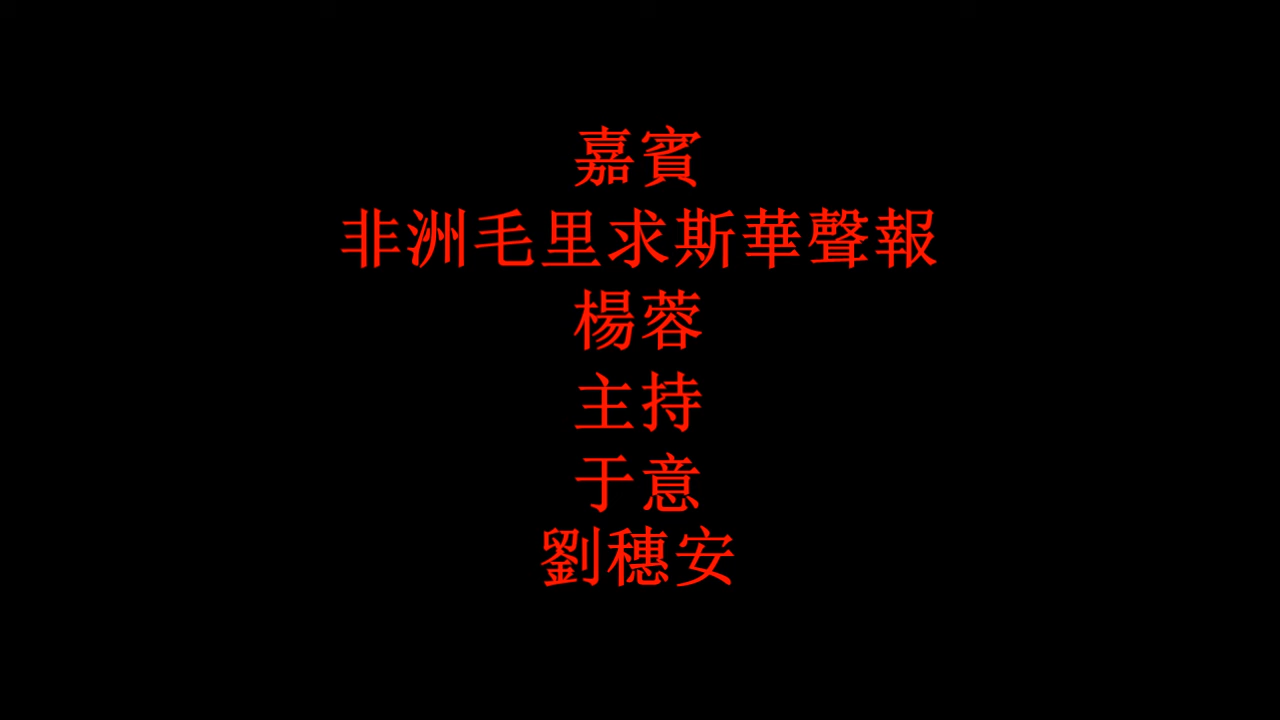 嘉賓
非洲毛里求斯華聲報
楊蓉
主持
于意
劉穗安